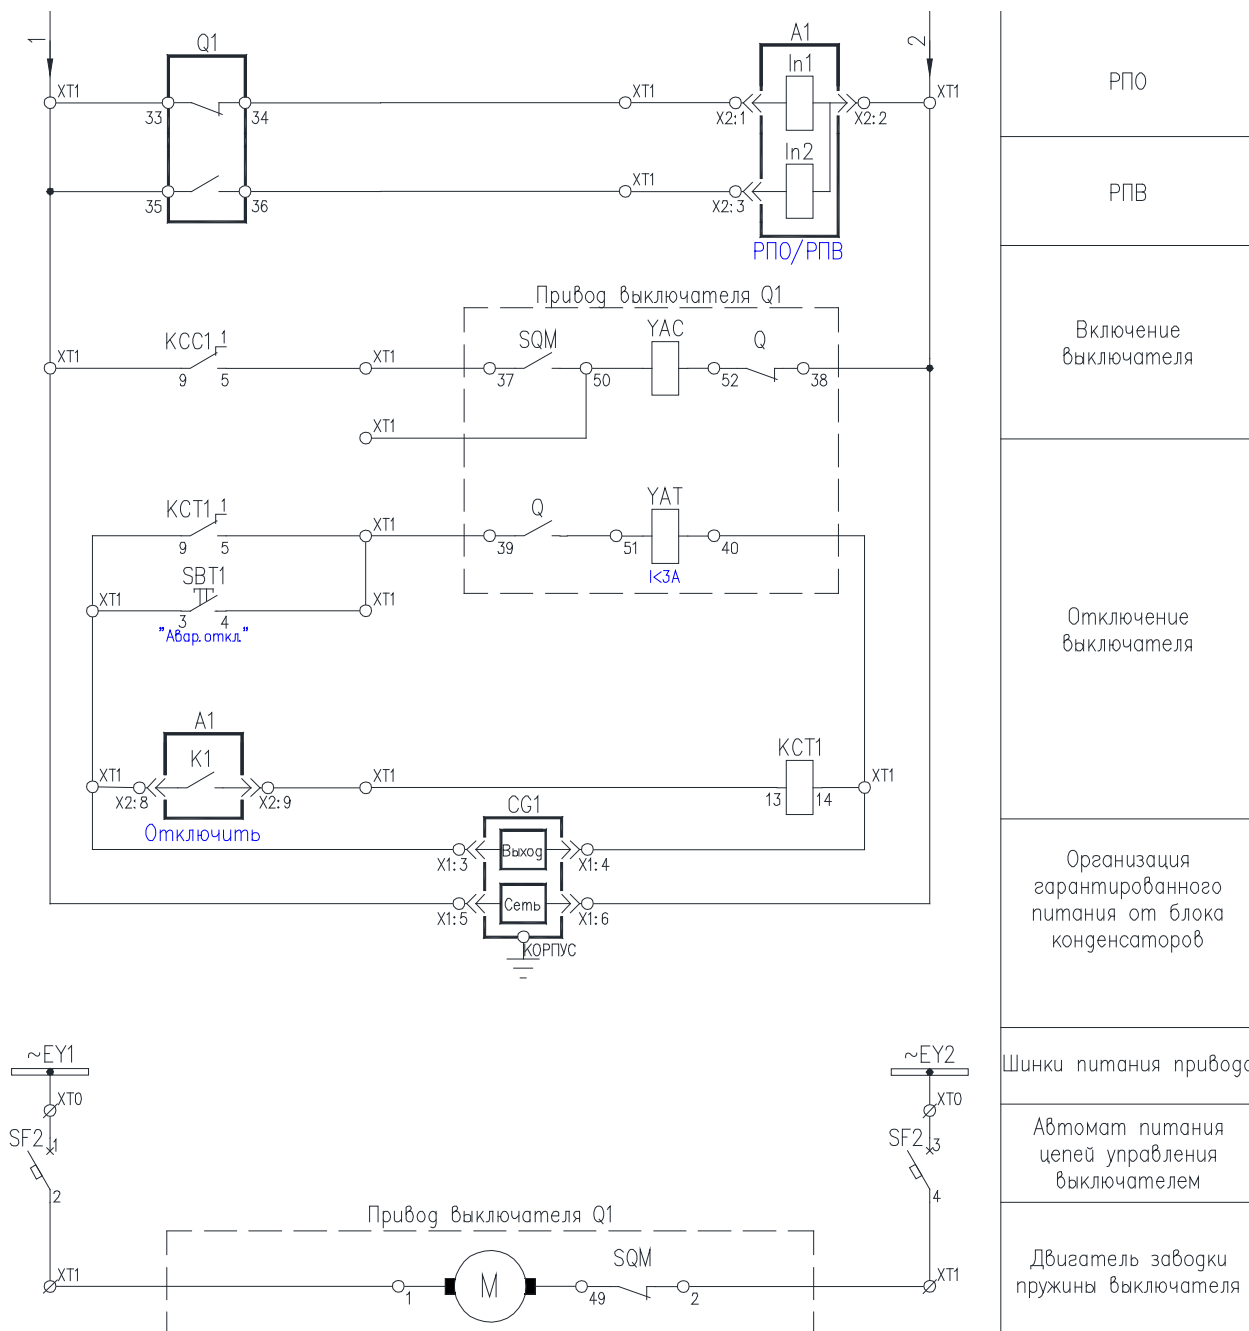 1
Q1
A1
2
РПО
XT1
33
34
XT1
X2:1
In1
X2:2
XT1
РПВ
35
36
XT1
X2:3
In2
РПО/РПВ
Привод выключателя Q1
Включение
выключателя
XT1
KCC1
1
9
5
XT1
37
SQM
50
YAC
52
Q
38
XT1
Отключение
выключателя
KCT1
1
9
5
XT1
39
Q
51
YAT
40
I<3A
XT1
SBT1
3
4
XT1
"Авар.откл."
A1
XT1
X2:8
K1
X2:9
XT1
KCT1
13
14
XT1
Отключить
CG1
X1:3
Выход
X1:4
X1:5
Сеть
X1:6
КОРПУС
Организация
гарантированного
питания от блока
конденсаторов
~EY1
~EY2
Шинки питания привода
XT0
XT0
SF2
1
2
SF2
3
4
Автомат питания
цепей управления
выключателем
Привод выключателя Q1
XT1
1
M
49
SQM
2
XT1
Двигатель заводки
пружины выключателя